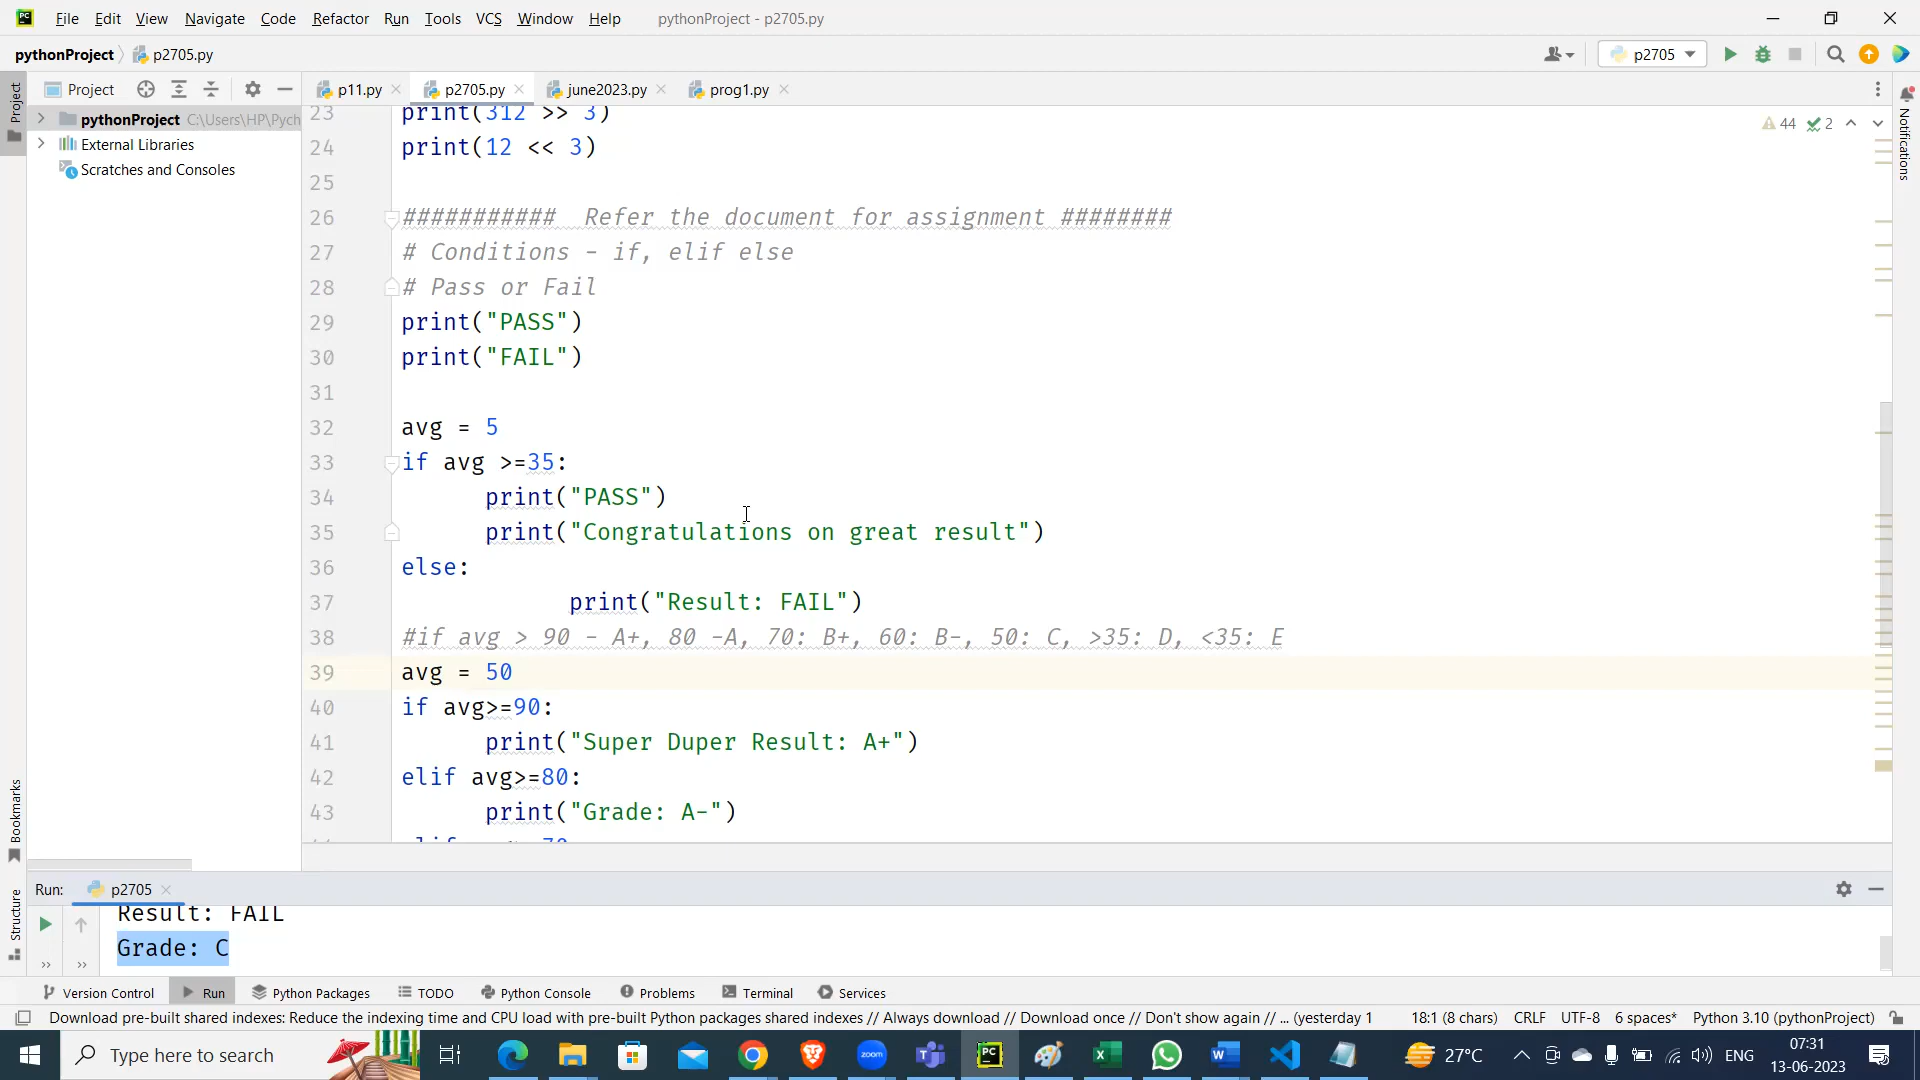 File Edit View Navigate Code Refactor Run Tools VCS Window Help pythonProject - p2705.py
pythonProject p2705.py
p2705
Project
p11.py p2705.py june2023.py prog1.py
pythonProject C:\Users\HP\Pych
External Libraries
Scratches and Consoles
44 2
23 print(312 >> 3)
24 print(12 << 3)
25
26 ########### Refer the document for assignment ########
27 # Conditions - if, elif else
28 # Pass or Fail
29 print("PASS")
30 print("FAIL")
31
32 avg = 5
33 if avg >=35:
34 print("PASS")
35 print("Congratulations on great result")
36 else:
37 print("Result: FAIL")
38 #if avg > 90 - A+, 80 -A, 70: B+, 60: B-, 50: C, >35: D, <35: E
39 avg = 50
40 if avg>=90:
41 print("Super Duper Result: A+")
42 elif avg>=80:
43 print("Grade: A-")
Project
Bookmarks
Structure
Notifications
Run: p2705
Result: FAIL
Grade: C
Version Control Run Python Packages TODO Python Console Problems Terminal Services
Download pre-built shared indexes: Reduce the indexing time and CPU load with pre-built Python packages shared indexes // Always download // Download once // Don't show again // ... (yesterday 1 18:1 (8 chars) CRLF UTF-8 6 spaces* Python 3.10 (pythonProject)
Type here to search
zoom
27°C
ENG
07:31
13-06-2023